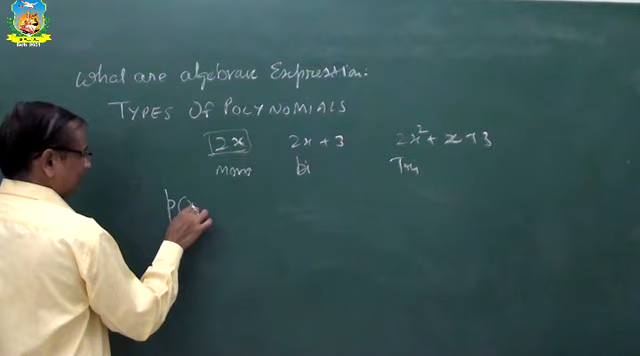 What are algebraic Expression:
TYPES OF POLYNOMIALS
2x 2x + 3 2x² + x + 3
mono bi Tri
p(